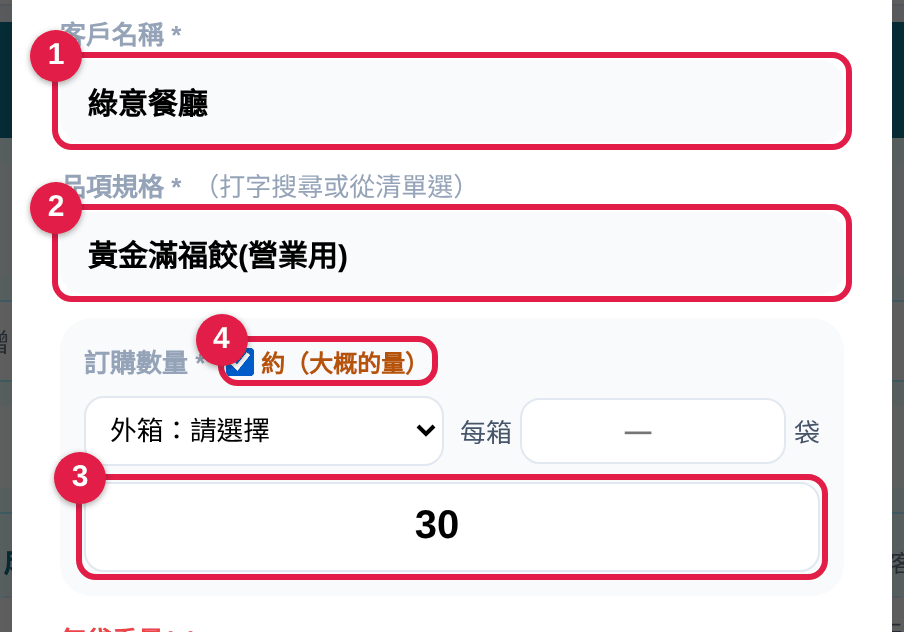 客戶名稱 *
1
綠意餐廳
品項規格 * （打字搜尋或從清單選）
2
黃金滿福餃(營業用)
訂購數量 * 4 約（大概的量）
外箱：請選擇 每箱 — 袋
3
30